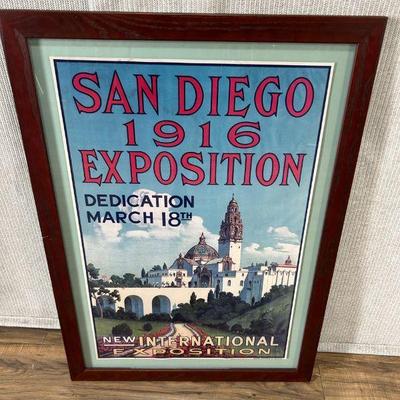 SAN DIEGO
1916
EXPOSITION
DEDICATION
MARCH 18TH
NEW INTERNATIONAL
EXPOSITION